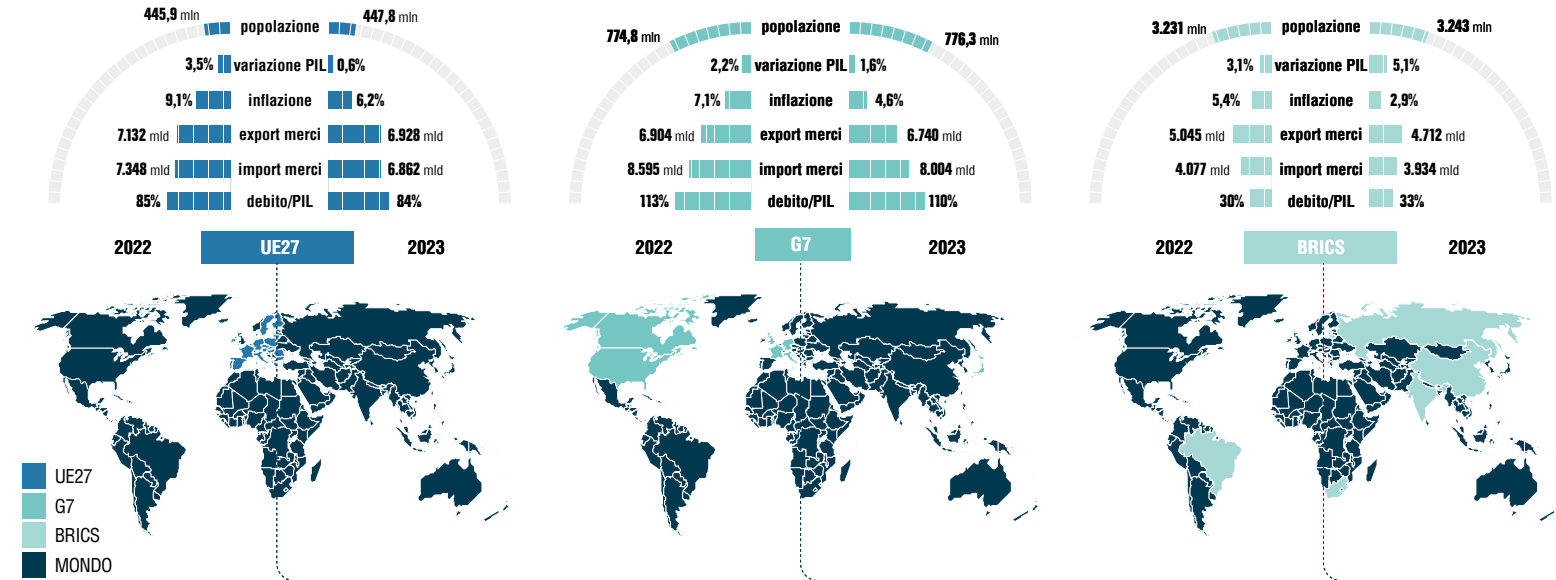 445,9 mln popolazione 447,8 mln
3,5% variazione PIL 0,6%
9,1% inflazione 6,2%
7.132 mld export merci 6.928 mld
7.348 mld import merci 6.862 mld
85% debito/PIL 84%
2022 UE27 2023
774,8 mln popolazione 776,3 mln
2,2% variazione PIL 1,6%
7,1% inflazione 4,6%
6.904 mld export merci 6.740 mld
8.595 mld import merci 8.004 mld
113% debito/PIL 110%
2022 G7 2023
3.231 mln popolazione 3.243 mln
3,1% variazione PIL 5,1%
5,4% inflazione 2,9%
5.045 mld export merci 4.712 mld
4.077 mld import merci 3.934 mld
30% debito/PIL 33%
2022 BRICS 2023
UE27
G7
BRICS
MONDO